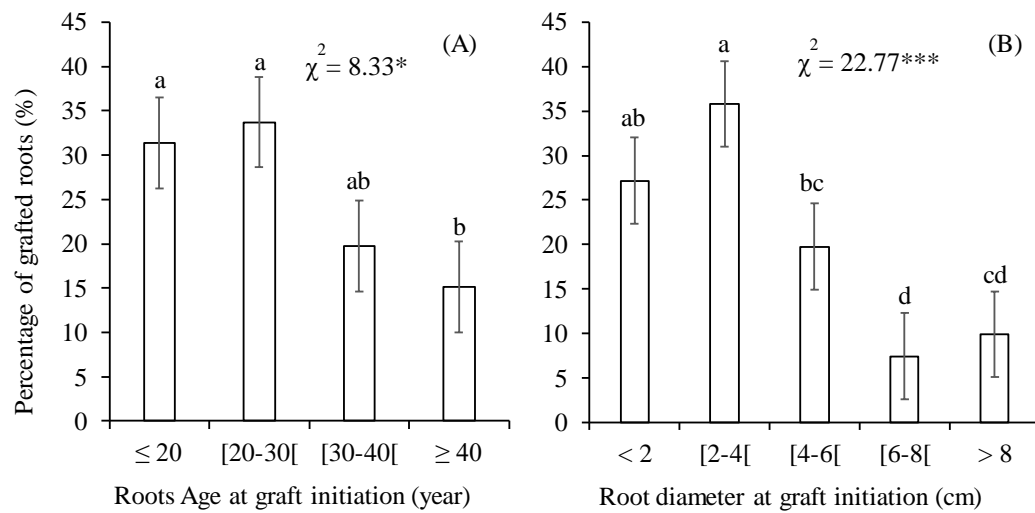 Percentage of grafted roots (%)
45
40
35
30
25
20
15
10
5
0
(A)
χ² = 8.33*
a
a
ab
b
≤ 20
[20-30[
[30-40[
≥ 40
Roots Age at graft initiation (year)
45
40
35
30
25
20
15
10
5
0
(B)
χ² = 22.77***
ab
a
bc
d
cd
< 2
[2-4[
[4-6[
[6-8[
> 8
Root diameter at graft initiation (cm)